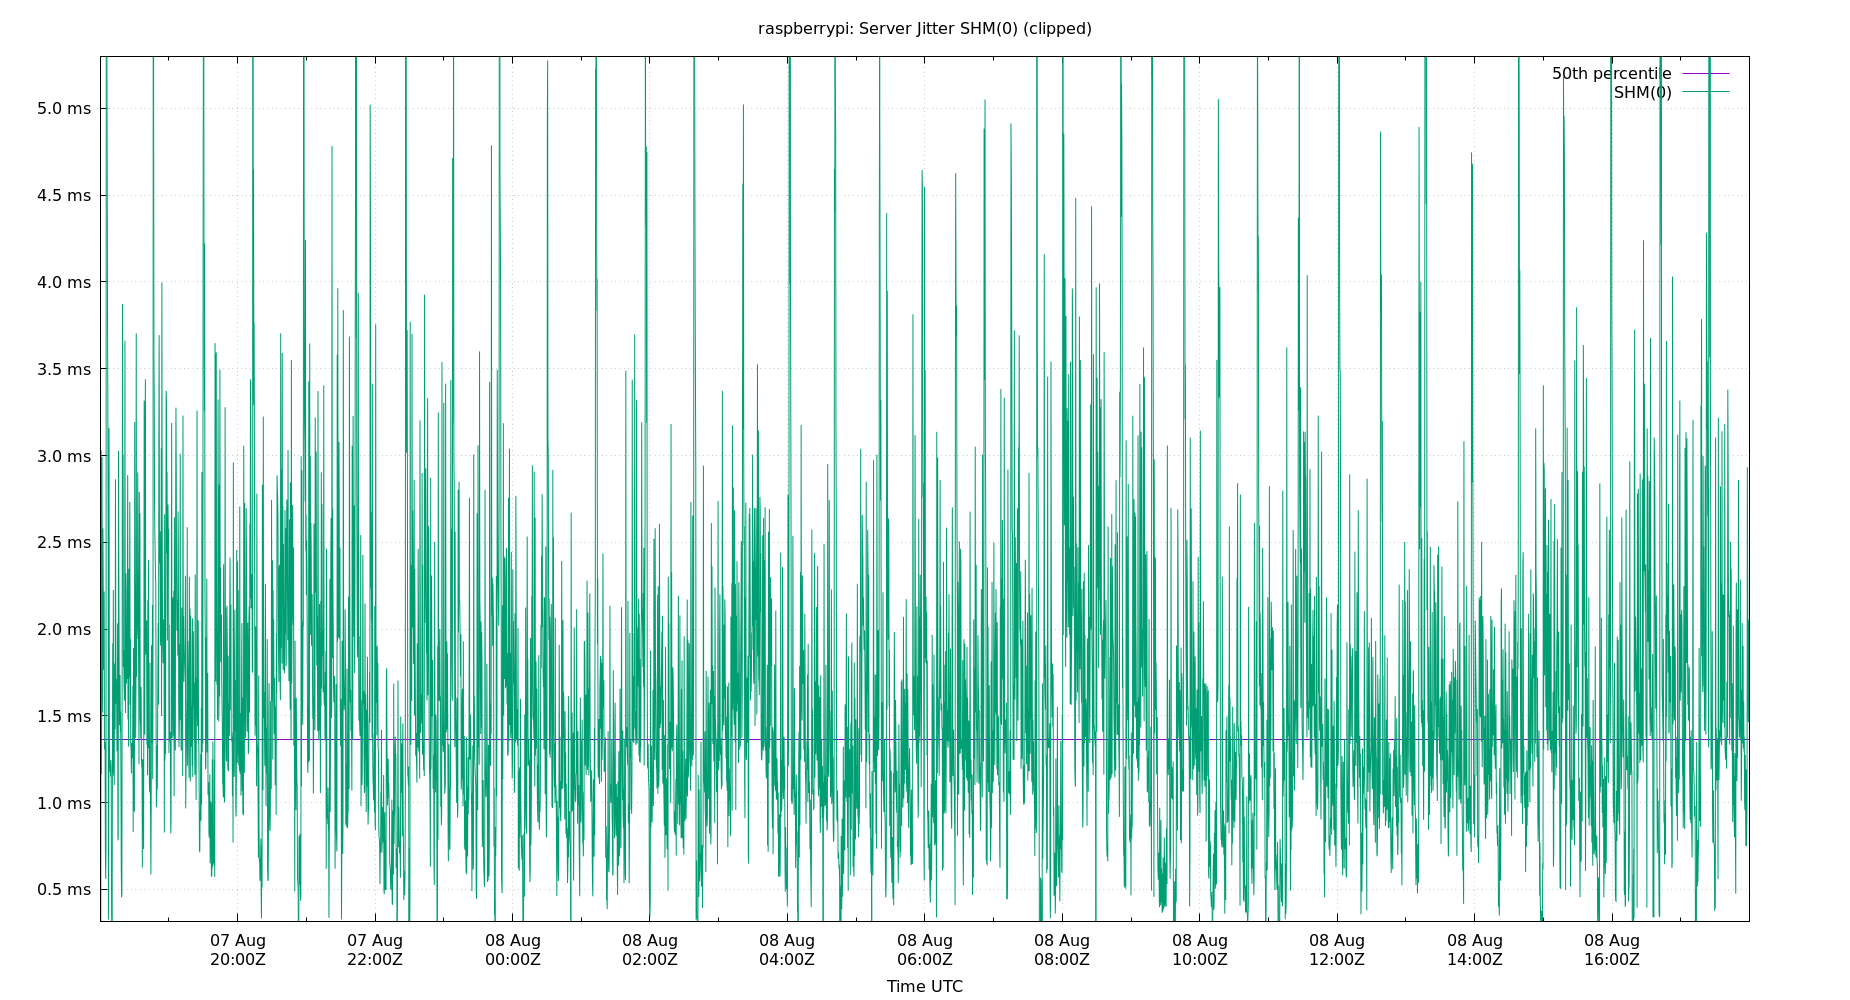 raspberrypi: Server Jitter SHM(0) (clipped)
50th percentile
SHM(0)
5.0 ms
4.5 ms
4.0 ms
3.5 ms
3.0 ms
2.5 ms
2.0 ms
1.5 ms
1.0 ms
0.5 ms
07 Aug 07 Aug 08 Aug 08 Aug 08 Aug 08 Aug 08 Aug 08 Aug 08 Aug 08 Aug 08 Aug
20:00Z 22:00Z 00:00Z 02:00Z 04:00Z 06:00Z 08:00Z 10:00Z 12:00Z 14:00Z 16:00Z
Time UTC